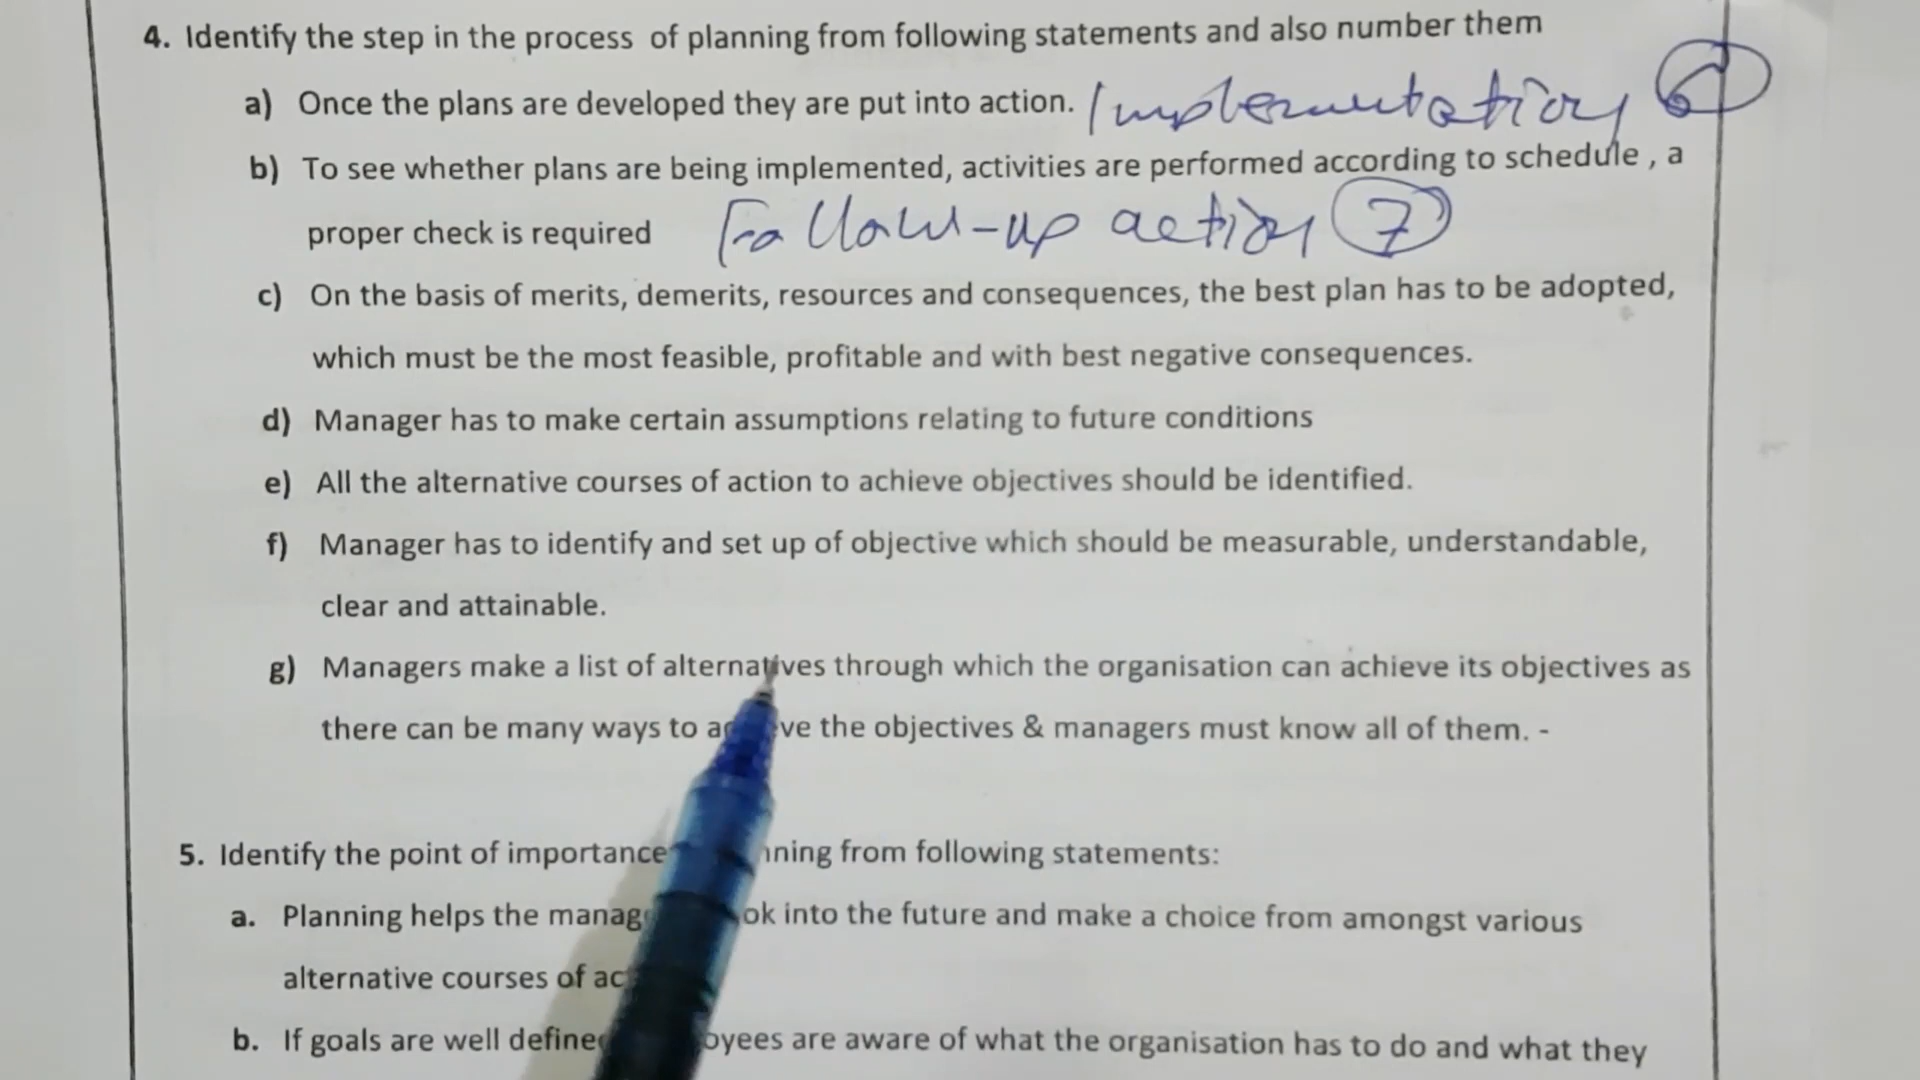 4. Identify the step in the process of planning from following statements and also number them
a) Once the plans are developed they are put into action. Implementation 6
b) To see whether plans are being implemented, activities are performed according to schedule , a
proper check is required Follow-up action 7
c) On the basis of merits, demerits, resources and consequences, the best plan has to be adopted,
which must be the most feasible, profitable and with best negative consequences.
d) Manager has to make certain assumptions relating to future conditions
e) All the alternative courses of action to achieve objectives should be identified.
f) Manager has to identify and set up of objective which should be measurable, understandable,
clear and attainable.
g) Managers make a list of alternatives through which the organisation can achieve its objectives as
there can be many ways to the objectives & managers must know all of them. -
5. Identify the point of importance from following statements:
a. Planning helps the into the future and make a choice from amongst various
alternative courses of
b. If goals are well are aware of what the organisation has to do and what they